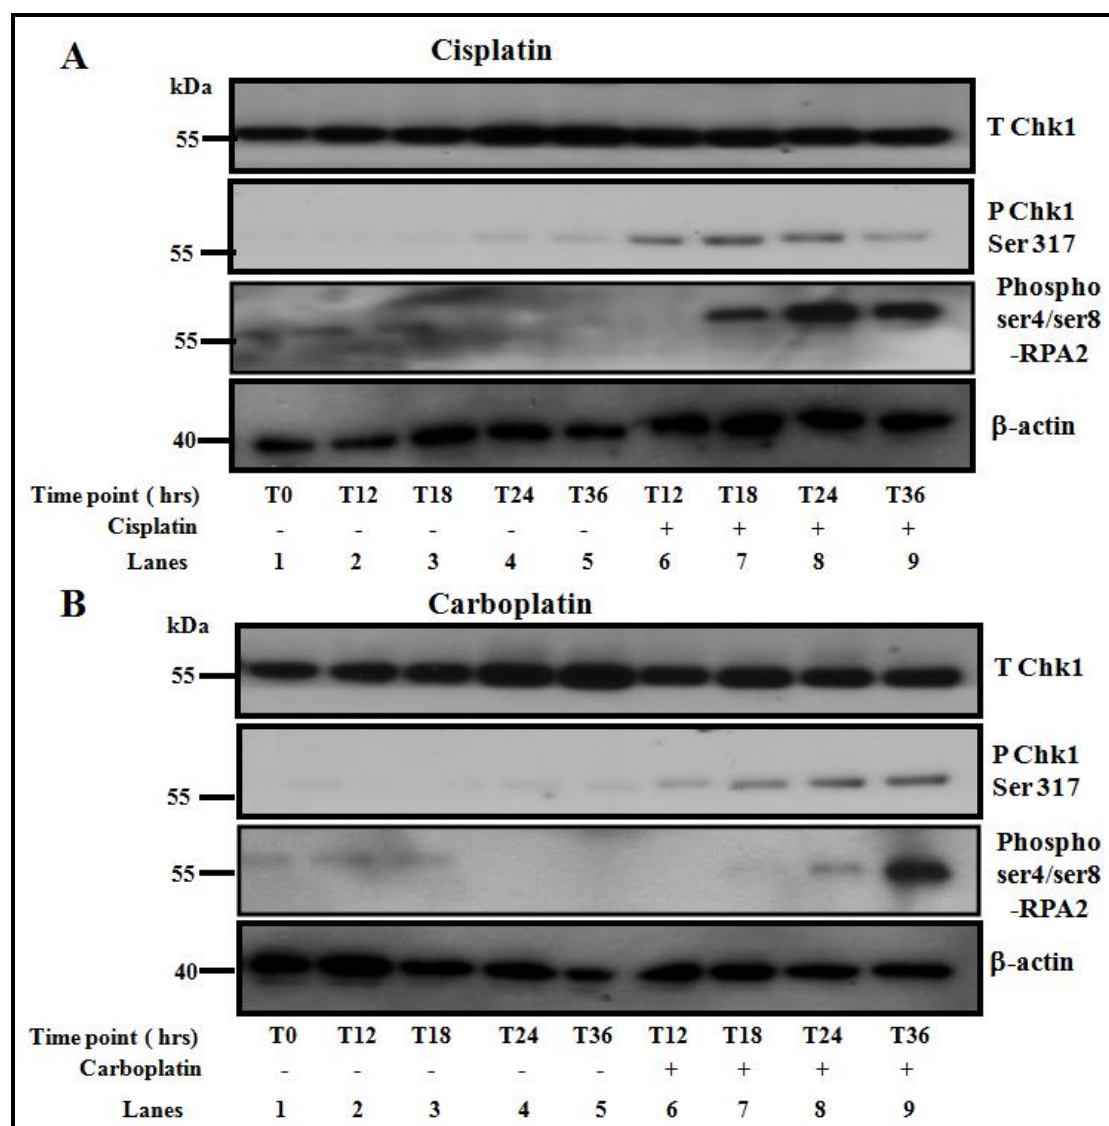 A
Cisplatin
kDa
55
T Chk1
P Chk1
55
Ser 317
Phospho
ser4/ser8
55
-RPA2
40
β-actin
Time point ( hrs) T0 T12 T18 T24 T36 T12 T18 T24 T36
Cisplatin - - - - - + + + +
Lanes 1 2 3 4 5 6 7 8 9
B
Carboplatin
kDa
55
T Chk1
P Chk1
55
Ser 317
Phospho
55
ser4/ser8
-RPA2
40
β-actin
Time point ( hrs) T0 T12 T18 T24 T36 T12 T18 T24 T36
Carboplatin - - - - - + + + +
Lanes 1 2 3 4 5 6 7 8 9